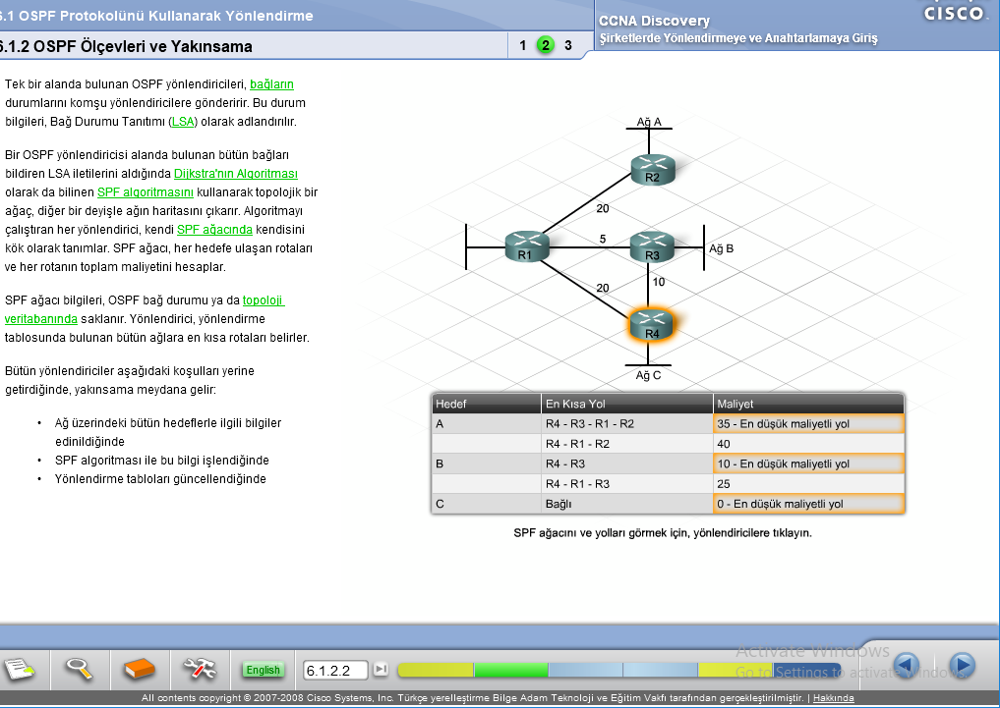 6.1 OSPF Protokolünü Kullanarak Yönlendirme
CISCO
CCNA Discovery
Şirketlerde Yönlendirmeye ve Anahtarlamaya Giriş
6.1.2 OSPF Ölçevleri ve Yakınsama
1 2 3
Tek bir alanda bulunan OSPF yönlendiricileri, bağların
durumlarını komşu yönlendiricilere gönderirir. Bu durum
bilgileri, Bağ Durumu Tanıtımı (LSA) olarak adlandırılır.
Bir OSPF yönlendiricisi alanda bulunan bütün bağları
bildiren LSA iletilerini aldığında Dijkstra'nın Algoritması
olarak da bilinen SPF algoritmasını kullanarak topolojik bir
ağaç, diğer bir deyişle ağın haritasını çıkarır. Algoritmayı
çalıştıran her yönlendirici, kendi SPF ağacında kendisini
kök olarak tanımlar. SPF ağacı, her hedefe ulaşan rotaları
ve her rotanın toplam maliyetini hesaplar.
SPF ağacı bilgileri, OSPF bağ durumu ya da topoloji
veritabanında saklanır. Yönlendirici, yönlendirme
tablosunda bulunan bütün ağlara en kısa rotaları belirler.
Bütün yönlendiriciler aşağıdaki koşulları yerine
getirdiğinde, yakınsama meydana gelir:
• Ağ üzerindeki bütün hedeflerle ilgili bilgiler
edinildiğinde
• SPF algoritması ile bu bilgi işlendiğinde
• Yönlendirme tabloları güncellendiğinde
Ağ A
R2
20
5
R1
R3
Ağ B
10
20
R4
Ağ C
Hedef En Kısa Yol Maliyet
A R4 - R3 - R1 - R2 35 - En düşük maliyetli yol
R4 - R1 - R2 40
B R4 - R3 10 - En düşük maliyetli yol
R4 - R1 - R3 25
C Bağlı 0 - En düşük maliyetli yol
SPF ağacını ve yolları görmek için, yönlendiricilere tıklayın.
Activate Windows
Go to Settings to activate Windows.
English
6.1.2.2
All contents copyright © 2007-2008 Cisco Systems, Inc. Türkçe yerelleştirme Bilge Adam Teknoloji ve Eğitim Vakfı tarafından gerçekleştirilmiştir. | Hakkında